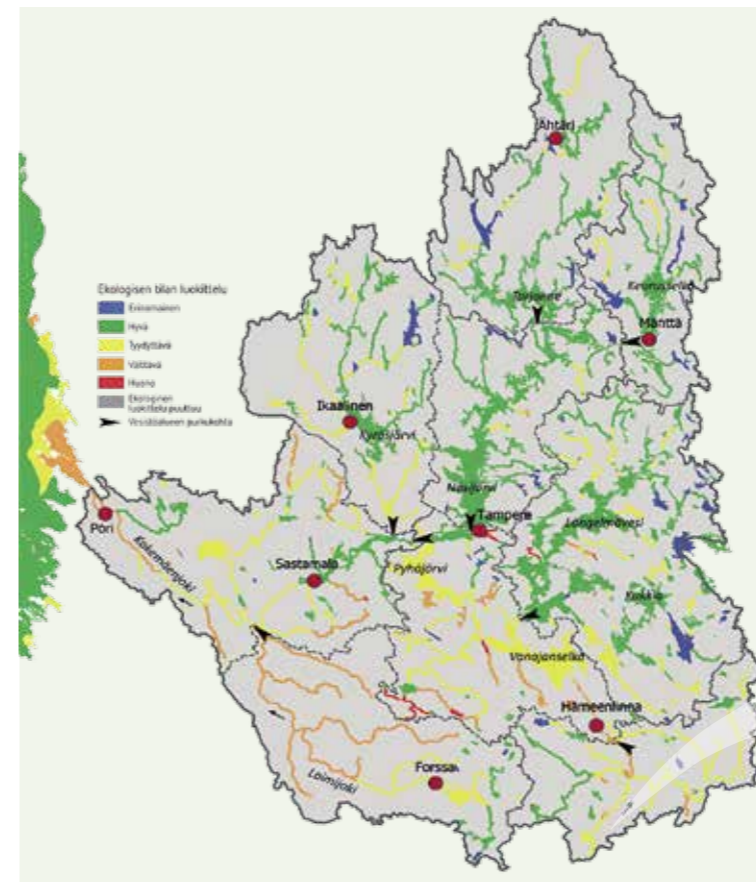 Ähtäri
Keurusselkä
Tarjanne
Mänttä
Ekologisen tilan luokittelu
Erinomainen
Hyvä
Tyydyttävä
Välttävä
Huono
Ekologinen
luokittelu puuttuu
Vesistöalueen purkukohta
Ikaalinen
Kyrösjärvi
Näsijärvi
Tampere
Längelmävesi
Pori
Kokemäenjoki
Sastamala
Pyhäjärvi
Vanajanselkä
Hämeenlinna
Forssa
Loimijoki